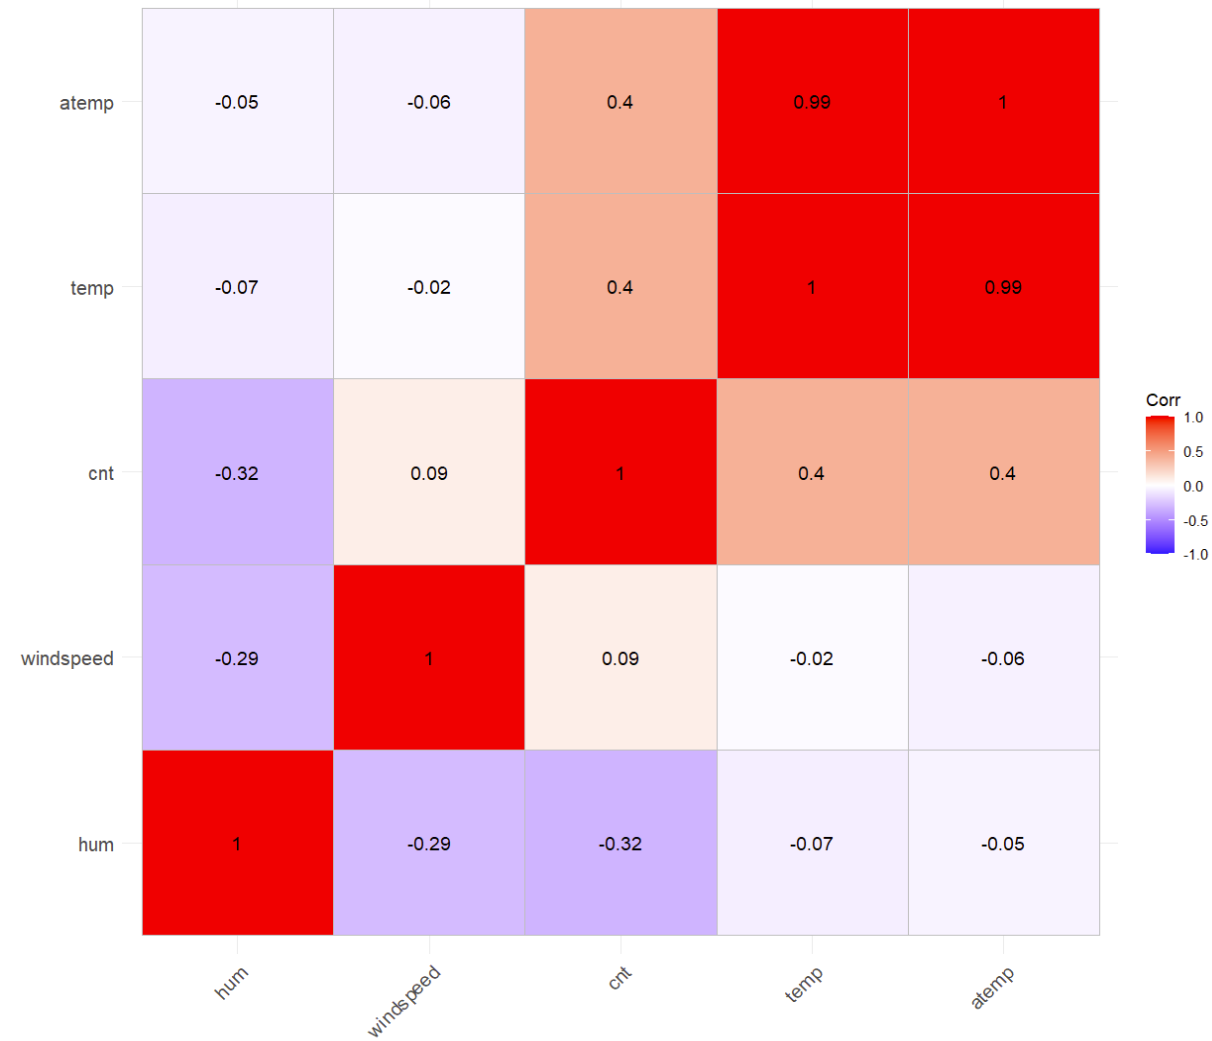 atemp -0.05 -0.06 0.4 0.99 1
temp -0.07 -0.02 0.4 1 0.99
cnt -0.32 0.09 1 0.4 0.4
windspeed -0.29 1 0.09 -0.02 -0.06
hum 1 -0.29 -0.32 -0.07 -0.05
hum windspeed cnt temp atemp
Corr
1.0
0.5
0.0
-0.5
-1.0